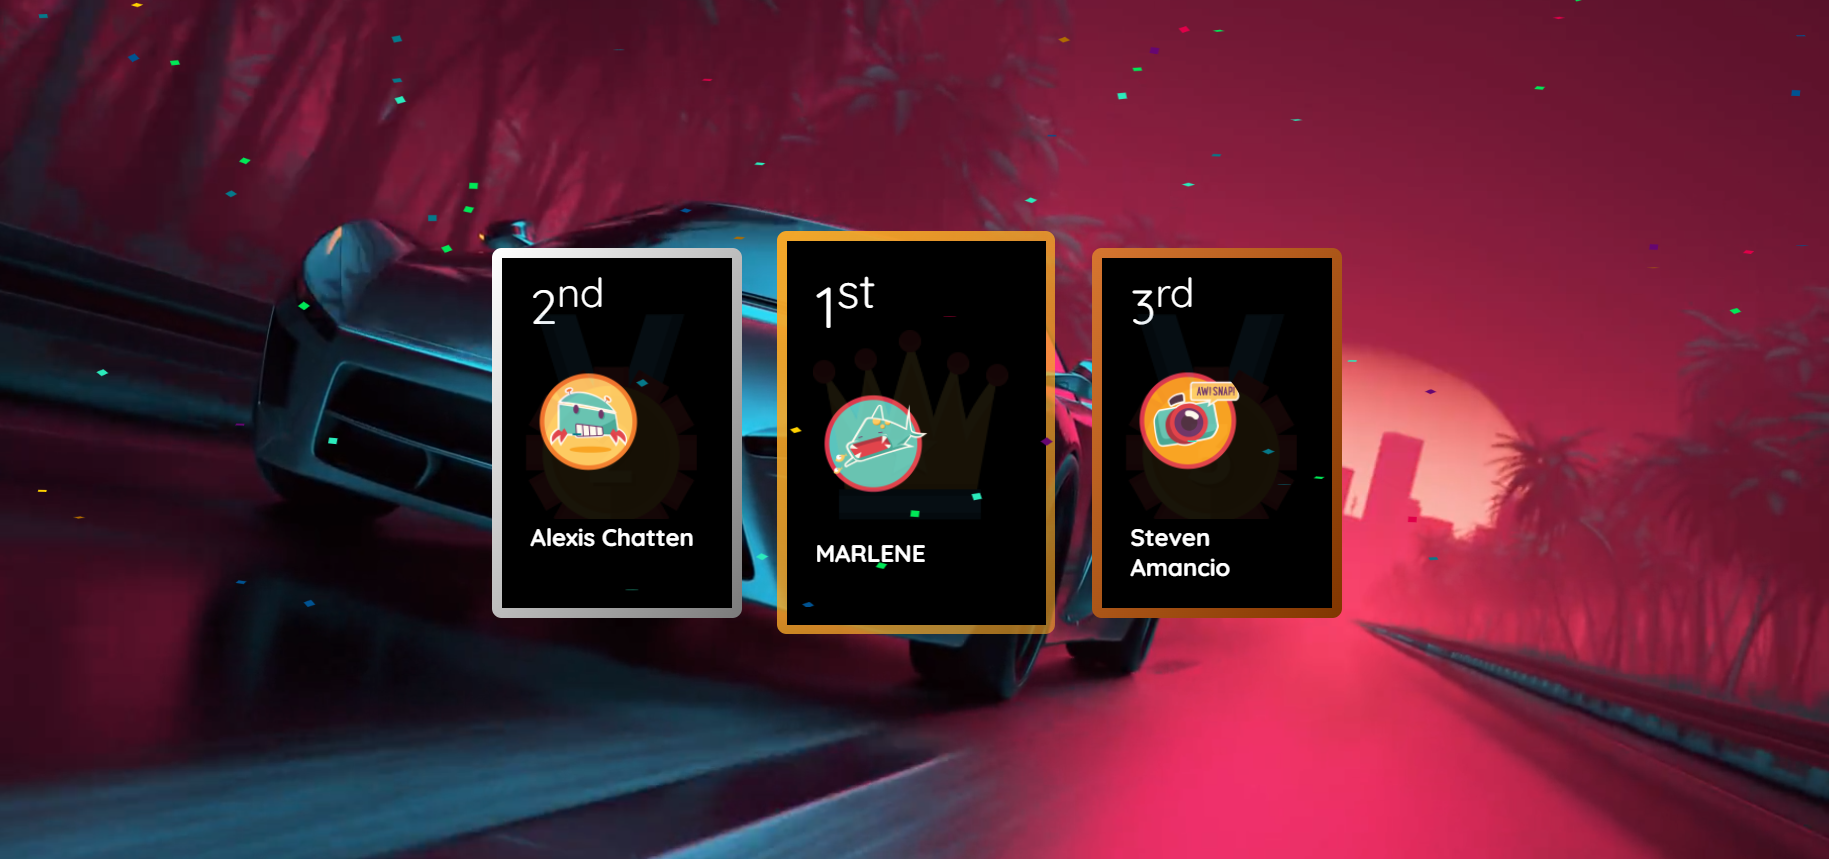 2nd
Alexis Chatten
1st
MARLENE
3rd
AW! SNAP!
Steven
Amancio